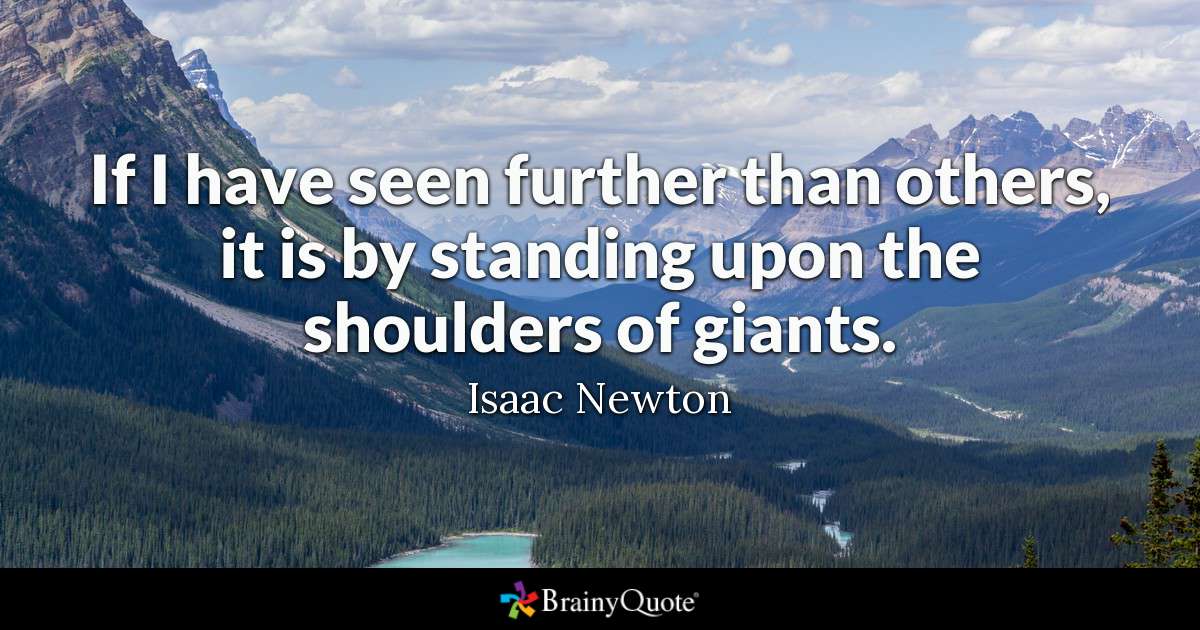 If I have seen further than others,
it is by standing upon the
shoulders of giants.
Isaac Newton
BrainyQuote®